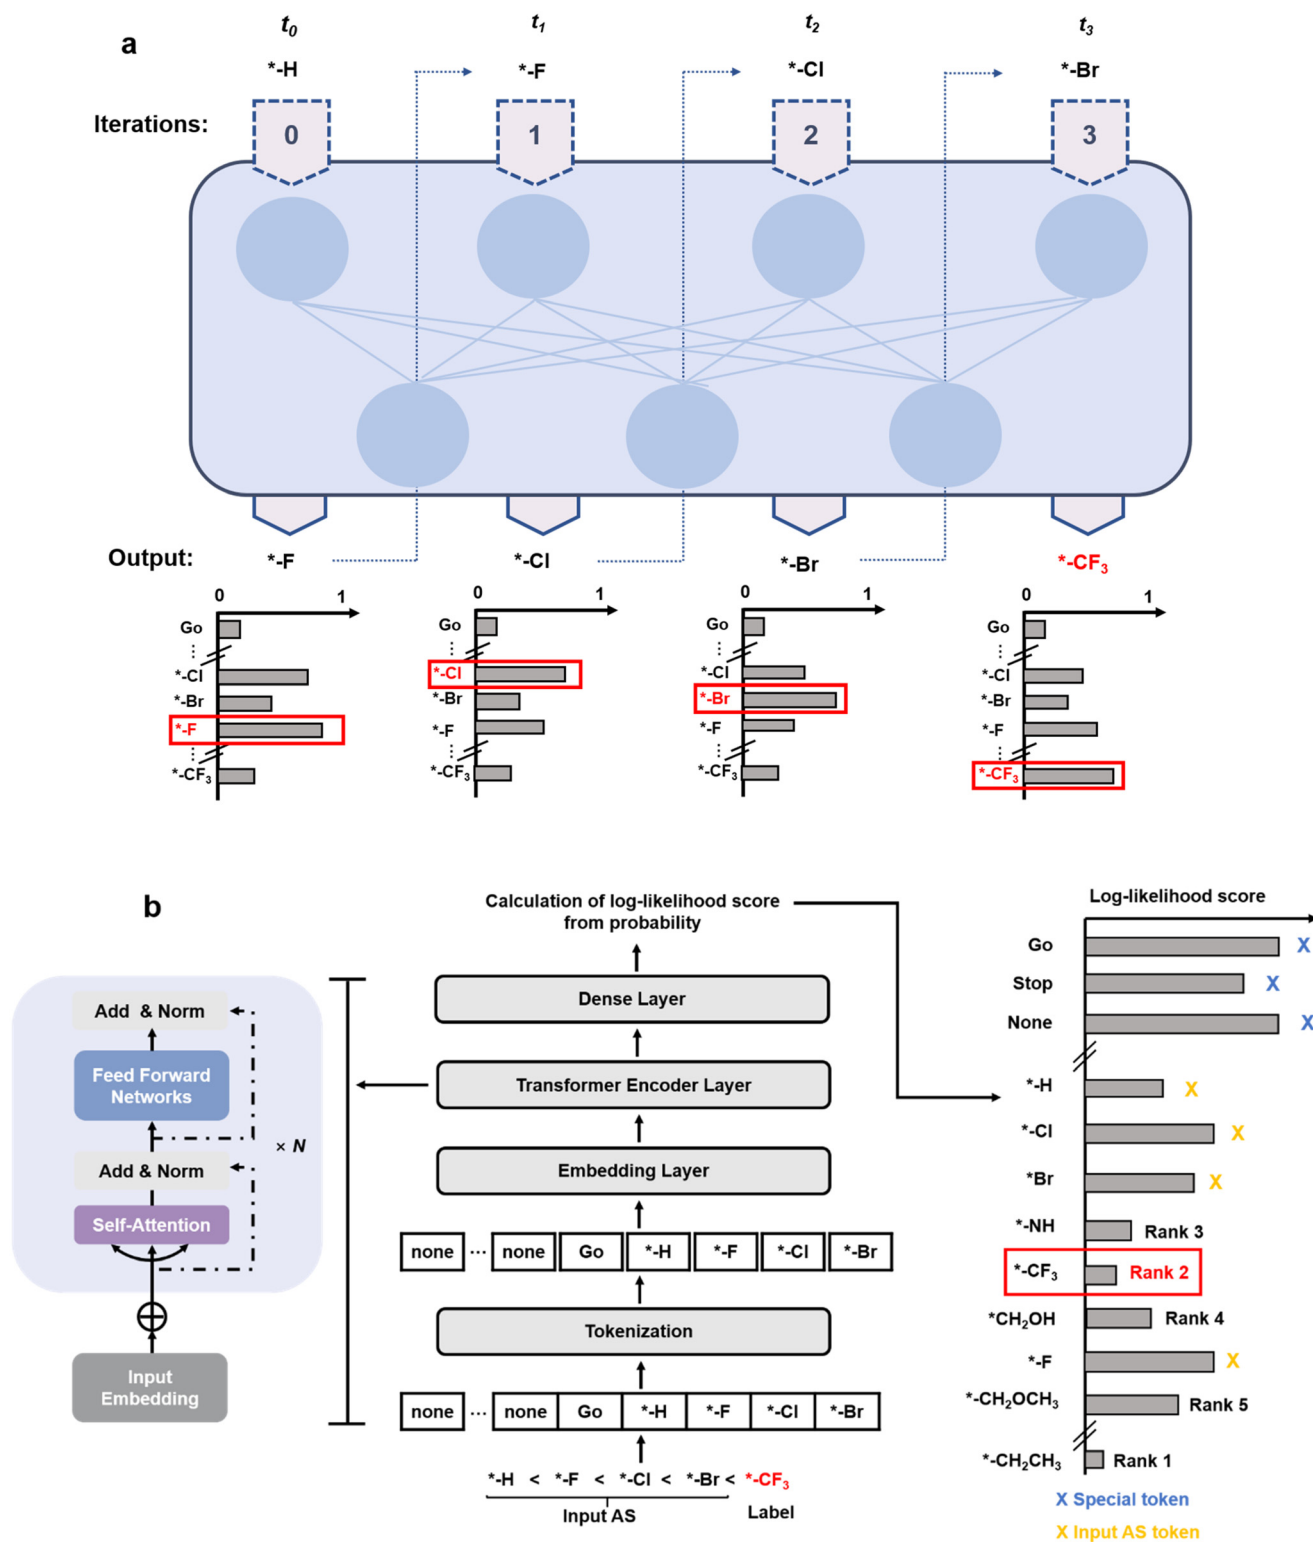 a
t0 t1 t2 t3
*-H *-F *-Cl *-Br
Iterations:
0 1 2 3
Output:
*-F *-Cl *-Br *-CF3
0 1
Go
⋮
*-Cl
*-Br
*-F
⋮
*-CF3
0 1
Go
⋮
*-Cl
*-Br
*-F
⋮
*-CF3
0 1
Go
⋮
*-Cl
*-Br
*-F
⋮
*-CF3
0 1
Go
⋮
*-Cl
*-Br
*-F
⋮
*-CF3
b
Add & Norm
Feed Forward
Networks
× N
Add & Norm
Self-Attention
Input
Embedding
Calculation of log-likelihood score
from probability
Dense Layer
Transformer Encoder Layer
Embedding Layer
none ... none Go *-H *-F *-Cl *-Br
Tokenization
none ... none Go *-H *-F *-Cl *-Br
*-H < *-F < *-Cl < *-Br < *-CF3
Input AS Label
Log-likelihood score
Go X
Stop X
None X
*-H X
*-Cl X
*Br X
*-NH Rank 3
*-CF3 Rank 2
*CH2OH Rank 4
*-F X
*-CH2OCH3 Rank 5
*-CH2CH3 Rank 1
X Special token
X Input AS token